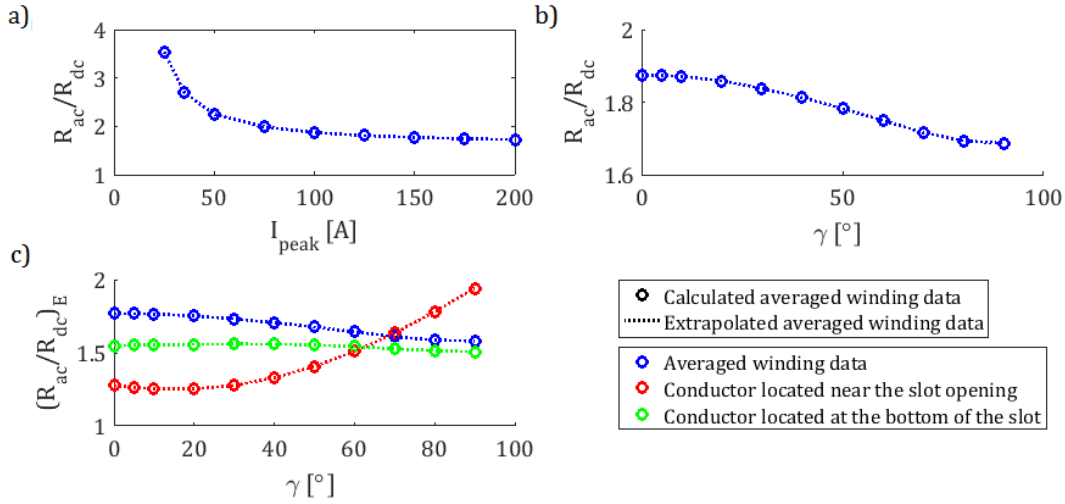 a)
R_ac/R_dc
4
3
2
1
0 50 100 150 200
I_peak [A]
b)
R_ac/R_dc
2
1.8
1.6
0 50 100
γ [°]
c)
(R_ac/R_dc)_E
2
1.5
1
0 20 40 60 80 100
γ [°]
Calculated averaged winding data
Extrapolated averaged winding data
Averaged winding data
Conductor located near the slot opening
Conductor located at the bottom of the slot